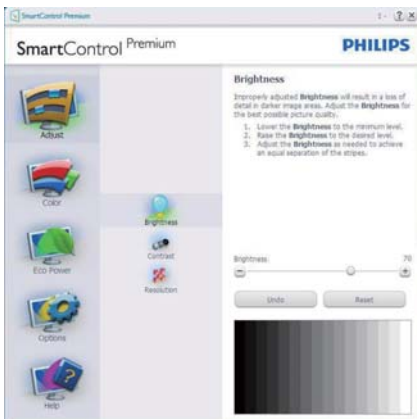 SmartControl Premium
SmartControl Premium
PHILIPS
Adjust
Color
Eco Power
Options
Help
Brightness
Contrast
Resolution
Brightness
Improperly adjusted Brightness will result in a loss of
detail in darker image areas. Adjust the Brightness for
the best possible picture quality.
1. Lower the Brightness to the minimum level.
2. Raise the Brightness to the desired level.
3. Adjust the Brightness as needed to achieve
an equal separation of the stripes.
Brightness: 70
Undo Reset